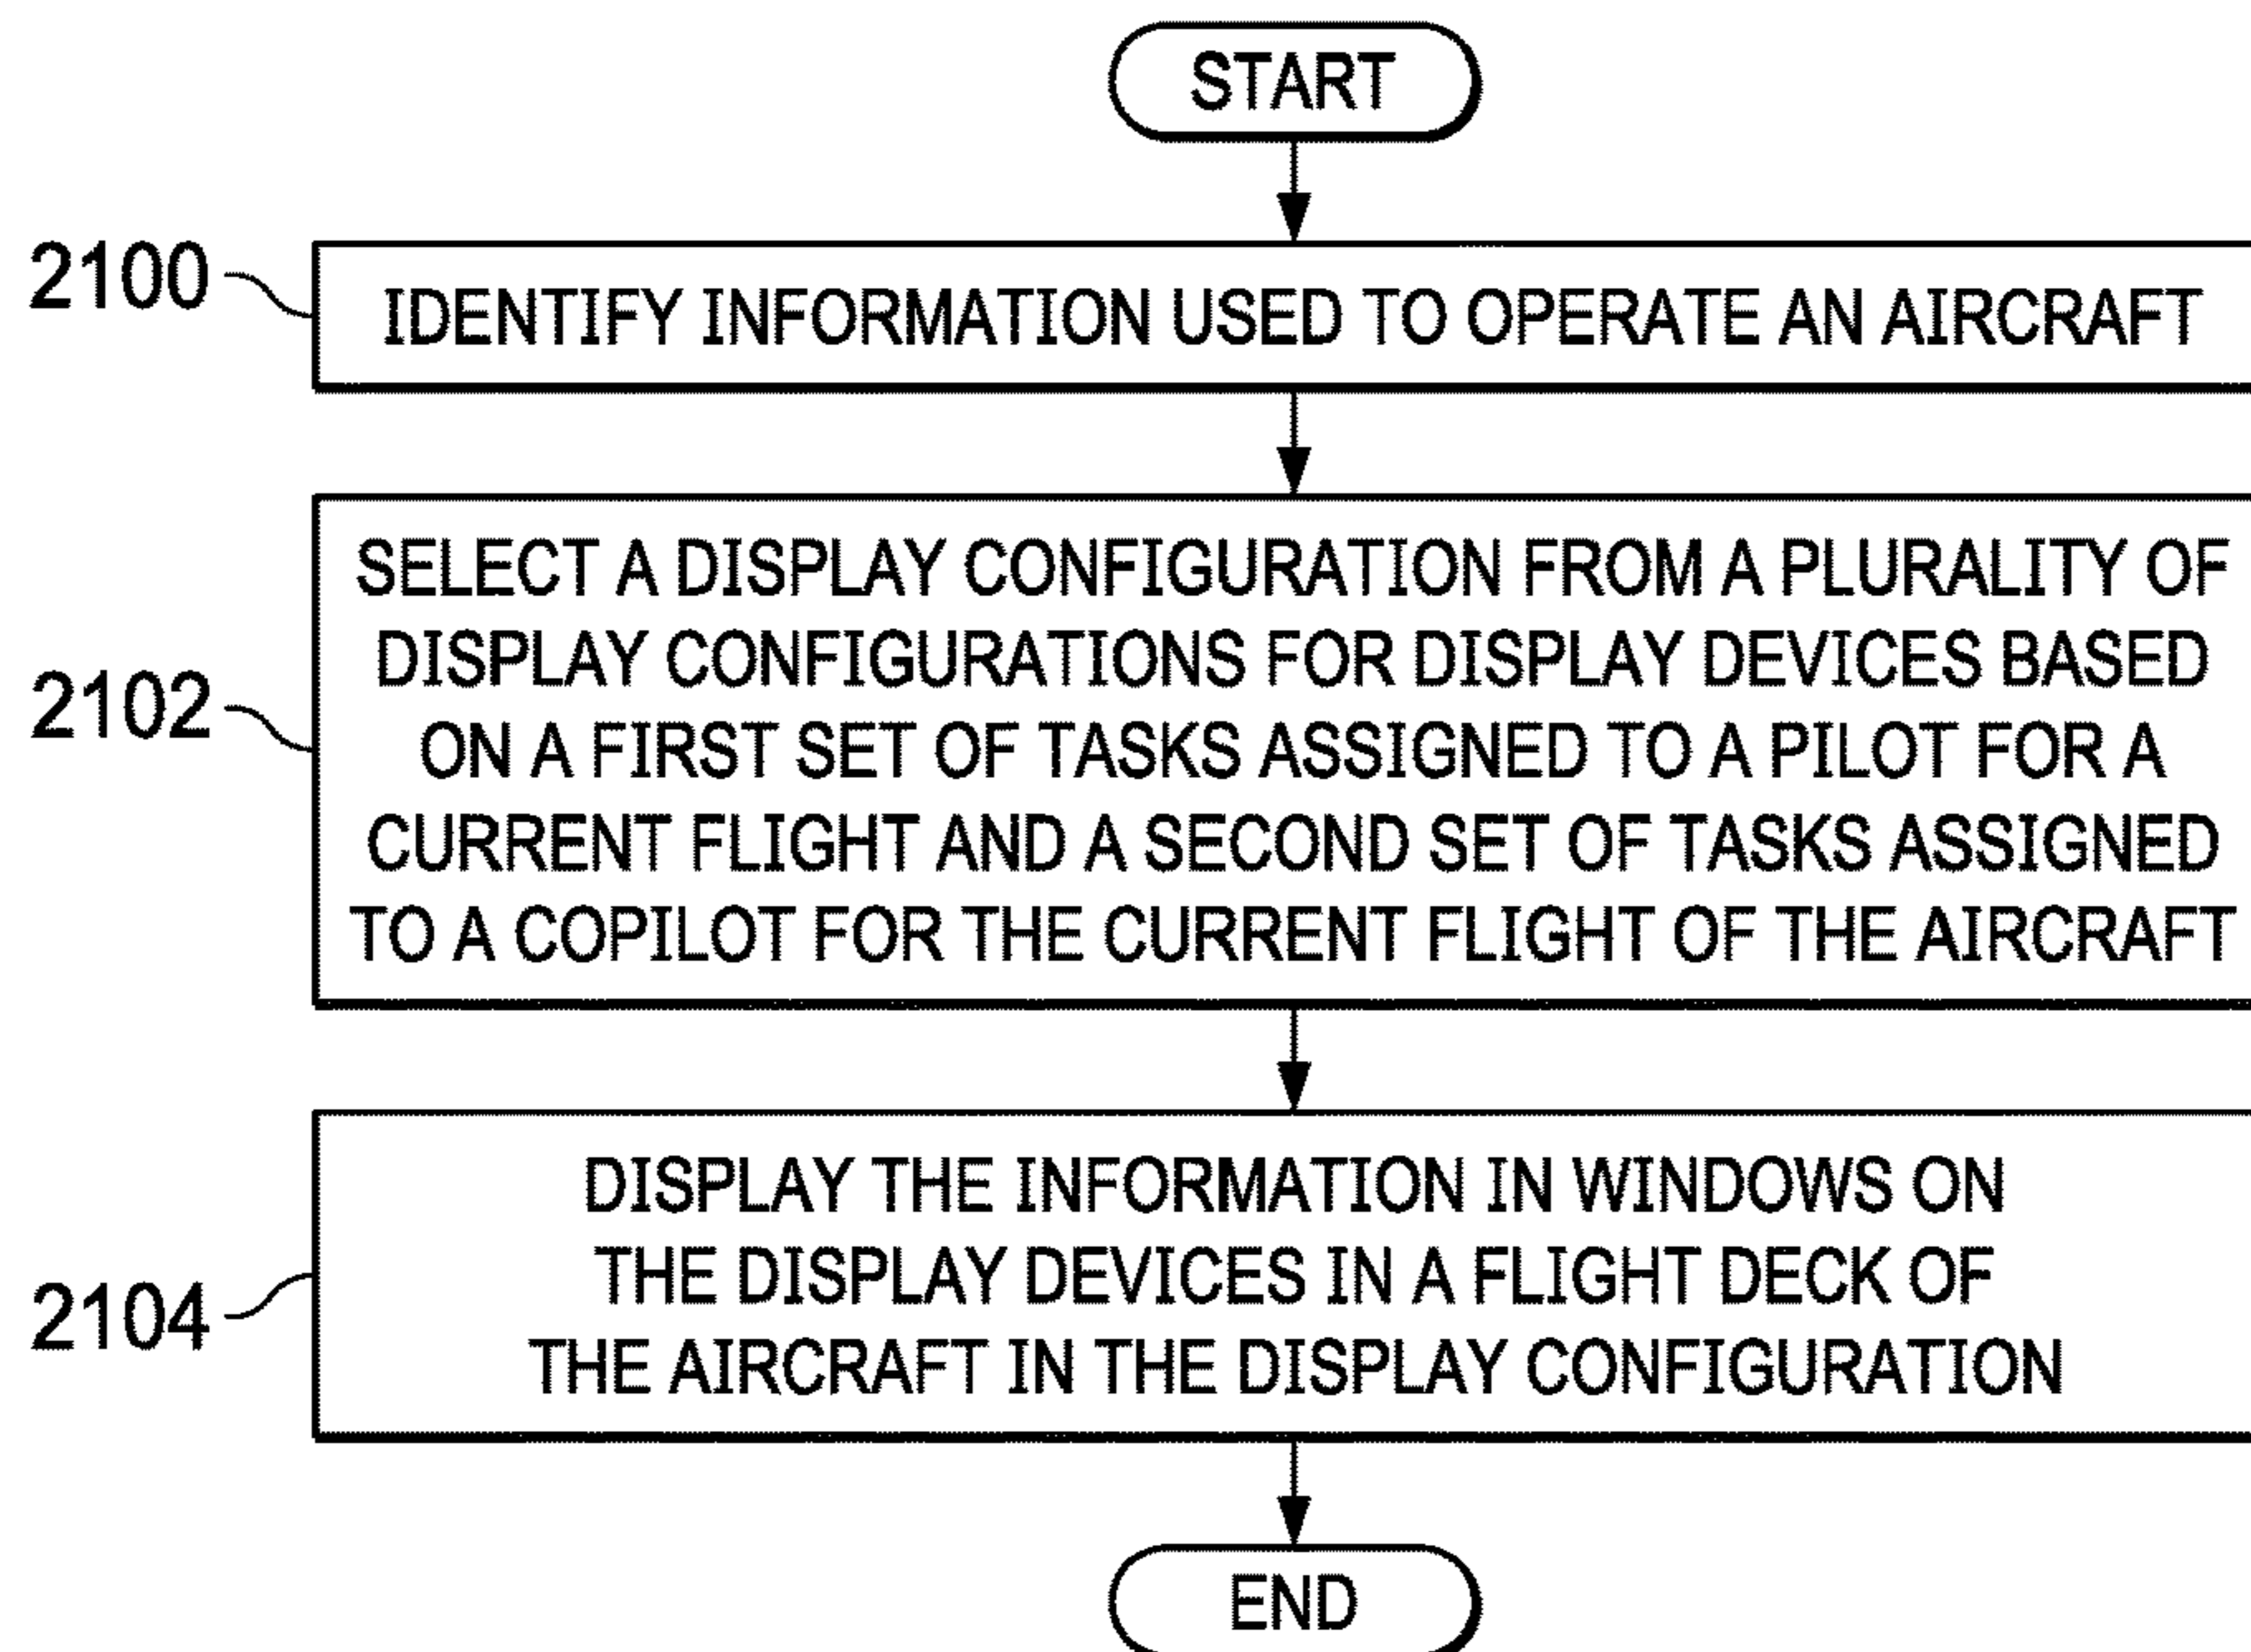 START
2100
IDENTIFY INFORMATION USED TO OPERATE AN AIRCRAFT
2102
SELECT A DISPLAY CONFIGURATION FROM A PLURALITY OF
DISPLAY CONFIGURATIONS FOR DISPLAY DEVICES BASED
ON A FIRST SET OF TASKS ASSIGNED TO A PILOT FOR A
CURRENT FLIGHT AND A SECOND SET OF TASKS ASSIGNED
TO A COPILOT FOR THE CURRENT FLIGHT OF THE AIRCRAFT
2104
DISPLAY THE INFORMATION IN WINDOWS ON
THE DISPLAY DEVICES IN A FLIGHT DECK OF
THE AIRCRAFT IN THE DISPLAY CONFIGURATION
END